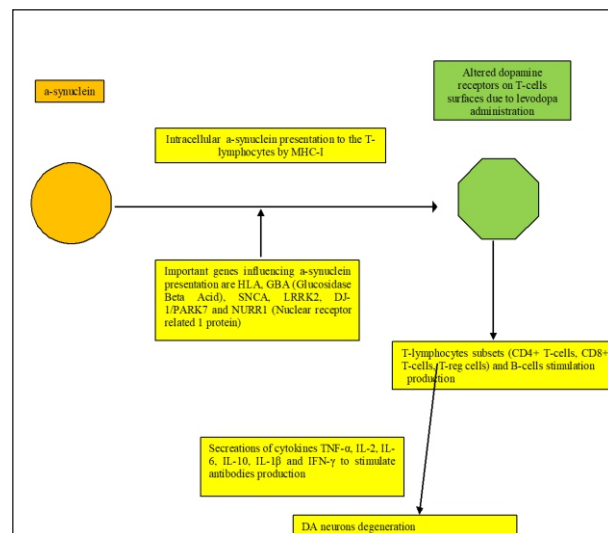 a-synuclein
Altered dopamine
receptors on T-cells
surfaces due to levodopa
administration
Intracellular a-synuclein presentation to the T-
lymphocytes by MHC-I
Important genes influencing a-synuclein
presentation are HLA, GBA (Glucosidase
Beta Acid), SNCA, LRRK2, DJ-
1/PARK7 and NURR1 (Nuclear receptor
related 1 protein)
T-lymphocytes subsets (CD4+ T-cells, CD8+
T-cells, T-reg cells) and B-cells stimulation
production
Secreations of cytokines TNF-α, IL-2, IL-
6, IL-10, IL-1β and IFN-γ to stimulate
antibodies production
DA neurons degeneration